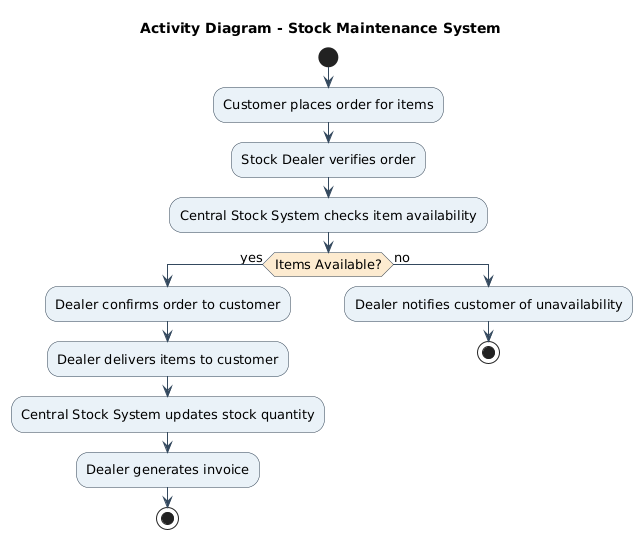 Activity Diagram - Stock Maintenance System
Customer places order for items
Stock Dealer verifies order
Central Stock System checks item availability
yes
Items Available?
no
Dealer confirms order to customer
Dealer notifies customer of unavailability
Dealer delivers items to customer
Central Stock System updates stock quantity
Dealer generates invoice